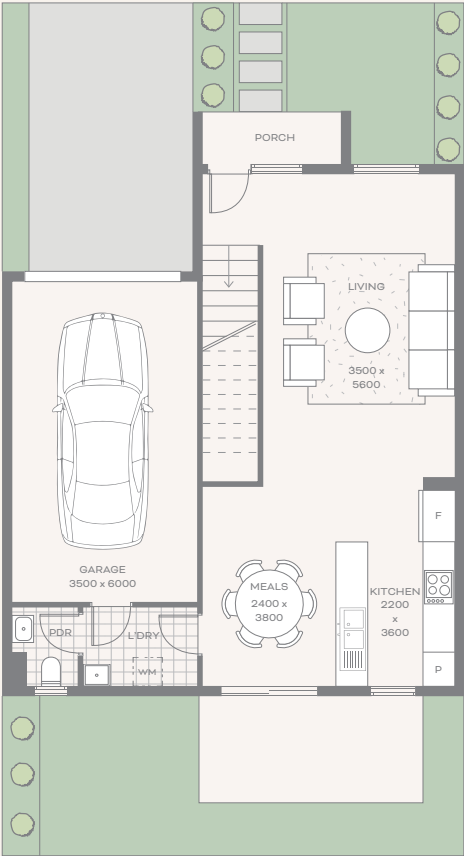 PORCH
LIVING
3500 x
5600
F
GARAGE
3500 x 6000
MEALS
2400 x
3800
KITCHEN
2200
x
3600
PDR
L'DRY
WM
P